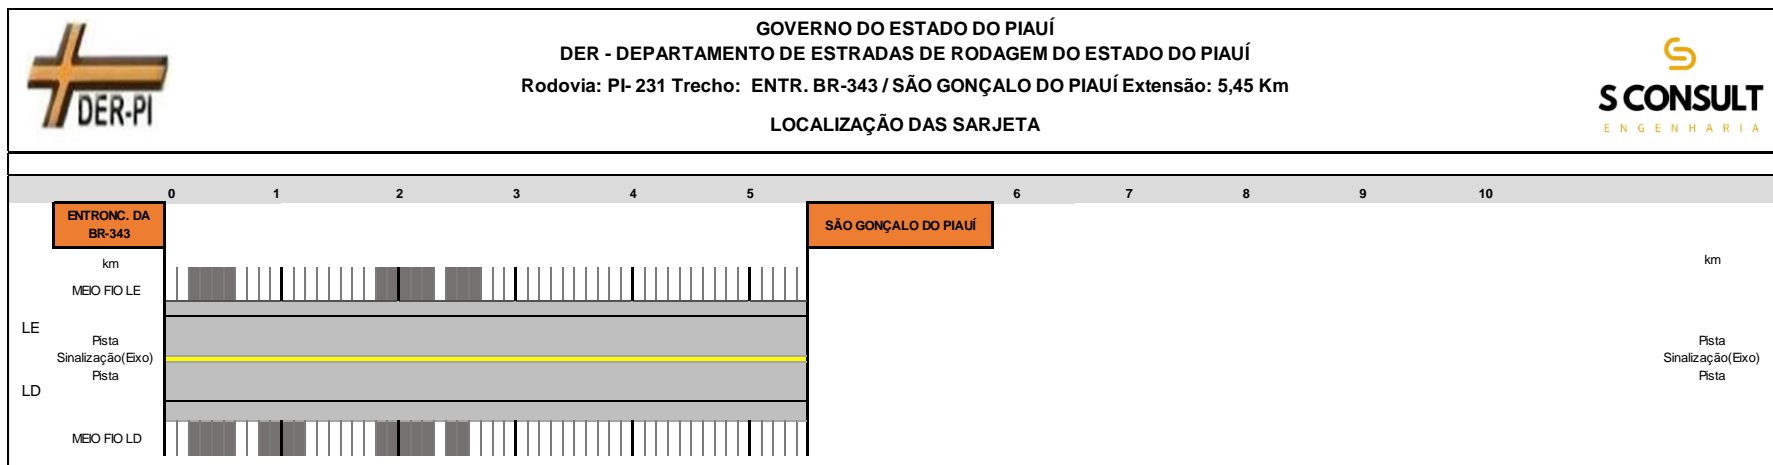 GOVERNO DO ESTADO DO PIAUÍ
DER - DEPARTAMENTO DE ESTRADAS DE RODAGEM DO ESTADO DO PIAUÍ
Rodovia: PI- 231 Trecho: ENTR. BR-343 / SÃO GONÇALO DO PIAUÍ Extensão: 5,45 Km
LOCALIZAÇÃO DAS SARJETA
DER-PI
S CONSULT
ENGENHARIA
0 1 2 3 4 5 6 7 8 9 10
ENTRONC. DA
BR-343
SÃO GONÇALO DO PIAUÍ
km
km
MEIO FIO LE
LE
Pista
Sinalização(Eixo)
Pista
Pista
Sinalização(Eixo)
Pista
LD
MEIO FIO LD